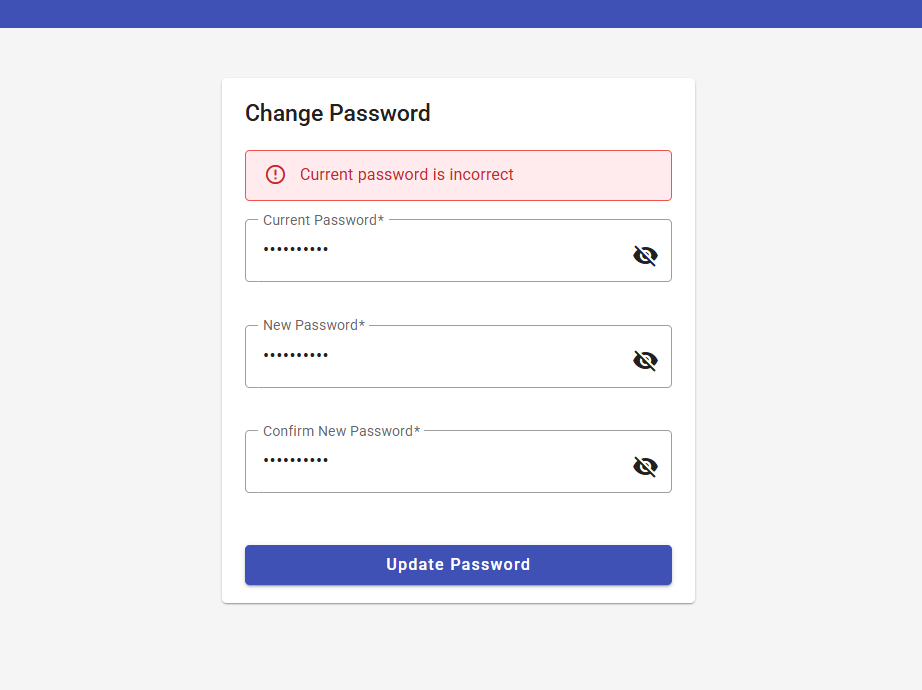 Change Password
Current password is incorrect
Current Password*
••••••••••
New Password*
••••••••••
Confirm New Password*
••••••••••
Update Password